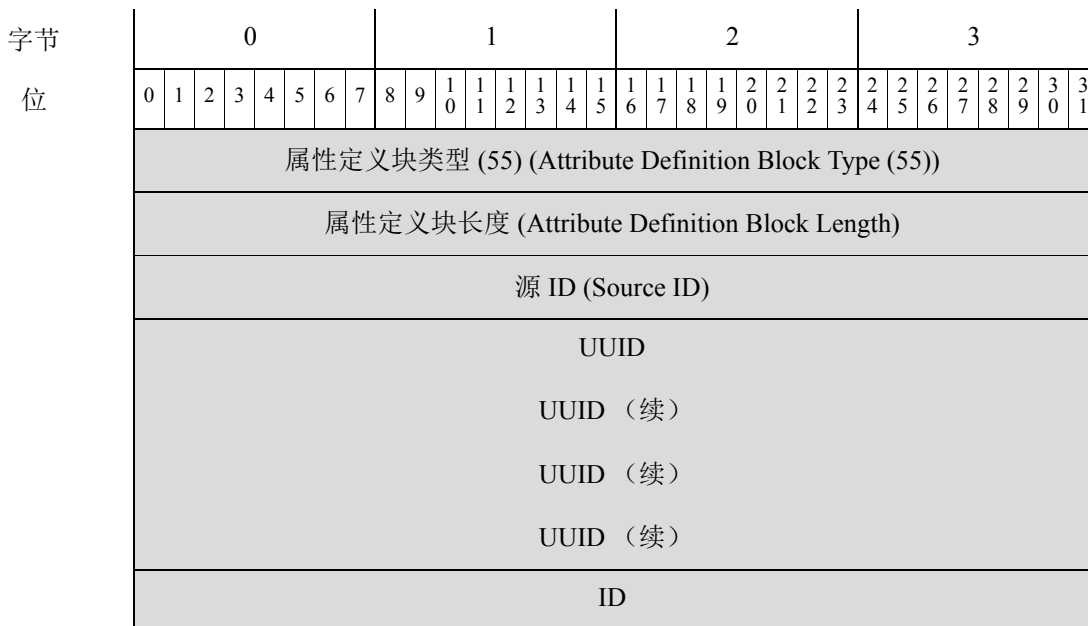 字节 0 1 2 3
位 0 1 2 3 4 5 6 7 8 9 10 11 12 13 14 15 16 17 18 19 20 21 22 23 24 25 26 27 28 29 30 31
属性定义块类型 (55) (Attribute Definition Block Type (55))
属性定义块长度 (Attribute Definition Block Length)
源 ID (Source ID)
UUID
UUID （续）
UUID （续）
UUID （续）
ID